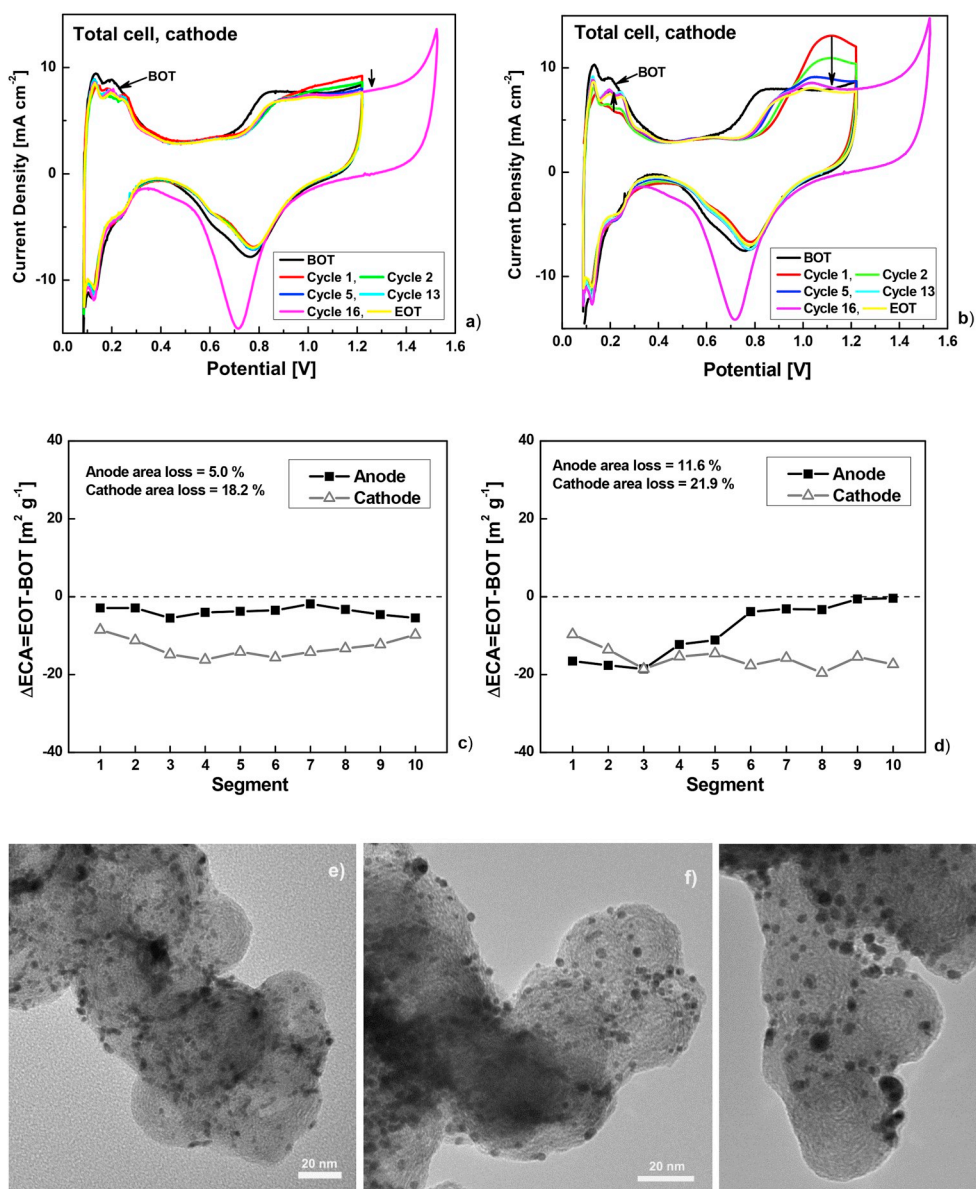 Total cell, cathode
BOT
Current Density [mA cm-2]
10
0
-10
BOT
Cycle 1, Cycle 2
Cycle 5, Cycle 13
Cycle 16, EOT
a)
0.0 0.2 0.4 0.6 0.8 1.0 1.2 1.4 1.6
Potential [V]
Total cell, cathode
BOT
Current Density [mA cm-2]
10
0
-10
BOT
Cycle 1, Cycle 2
Cycle 5, Cycle 13
Cycle 16, EOT
b)
0.0 0.2 0.4 0.6 0.8 1.0 1.2 1.4 1.6
Potential [V]
ΔECA=EOT-BOT [m2 g-1]
40
20
0
-20
-40
Anode area loss = 5.0 %
Cathode area loss = 18.2 %
Anode
Cathode
c)
1 2 3 4 5 6 7 8 9 10
Segment
ΔECA=EOT-BOT [m2 g-1]
40
20
0
-20
-40
Anode area loss = 11.6 %
Cathode area loss = 21.9 %
Anode
Cathode
d)
1 2 3 4 5 6 7 8 9 10
Segment
e)
20 nm
f)
20 nm